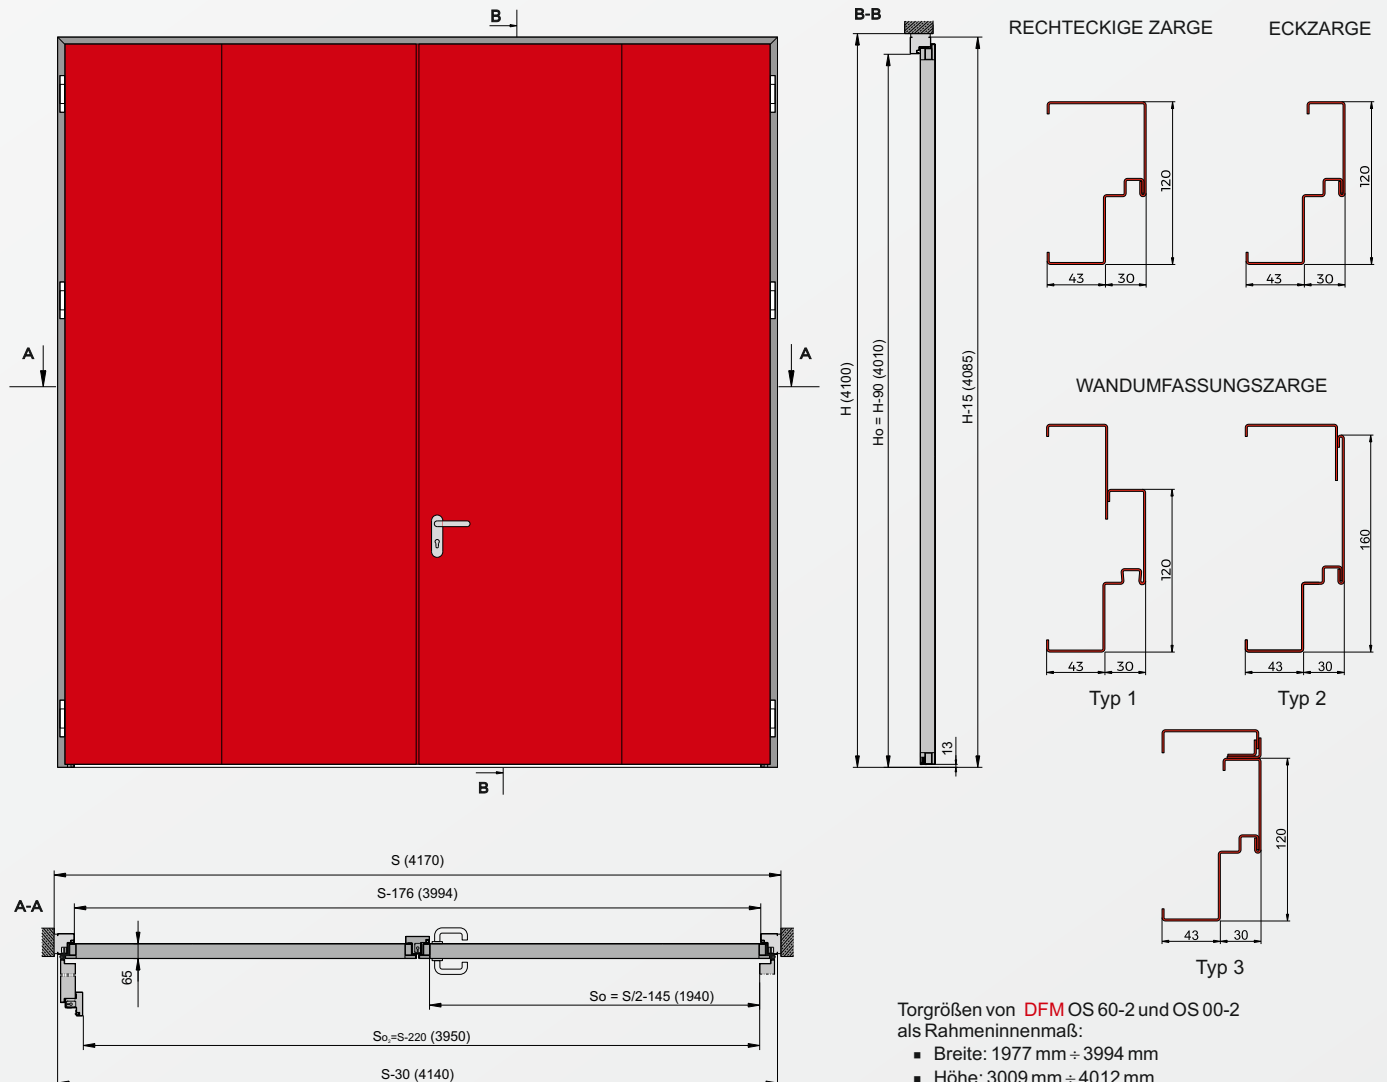 B
B-B
RECHTECKIGE ZARGE
ECKZARGE
120
43
30
120
43
30
A
A
H (4100)
Ho = H-90 (4010)
H-15 (4085)
13
B
WANDUMFASSUNGSZARGE
120
43
30
Typ 1
160
43
30
Typ 2
120
43
30
Typ 3
A-A
S (4170)
S-176 (3994)
65
So = S/2-145 (1940)
So₂=S-220 (3950)
S-30 (4140)
Torgrößen von DFM OS 60-2 und OS 00-2
als Rahmeninnenmaß:
▪ Breite: 1977 mm ÷ 3994 mm
▪ Höhe: 3009 mm ÷ 4012 mm